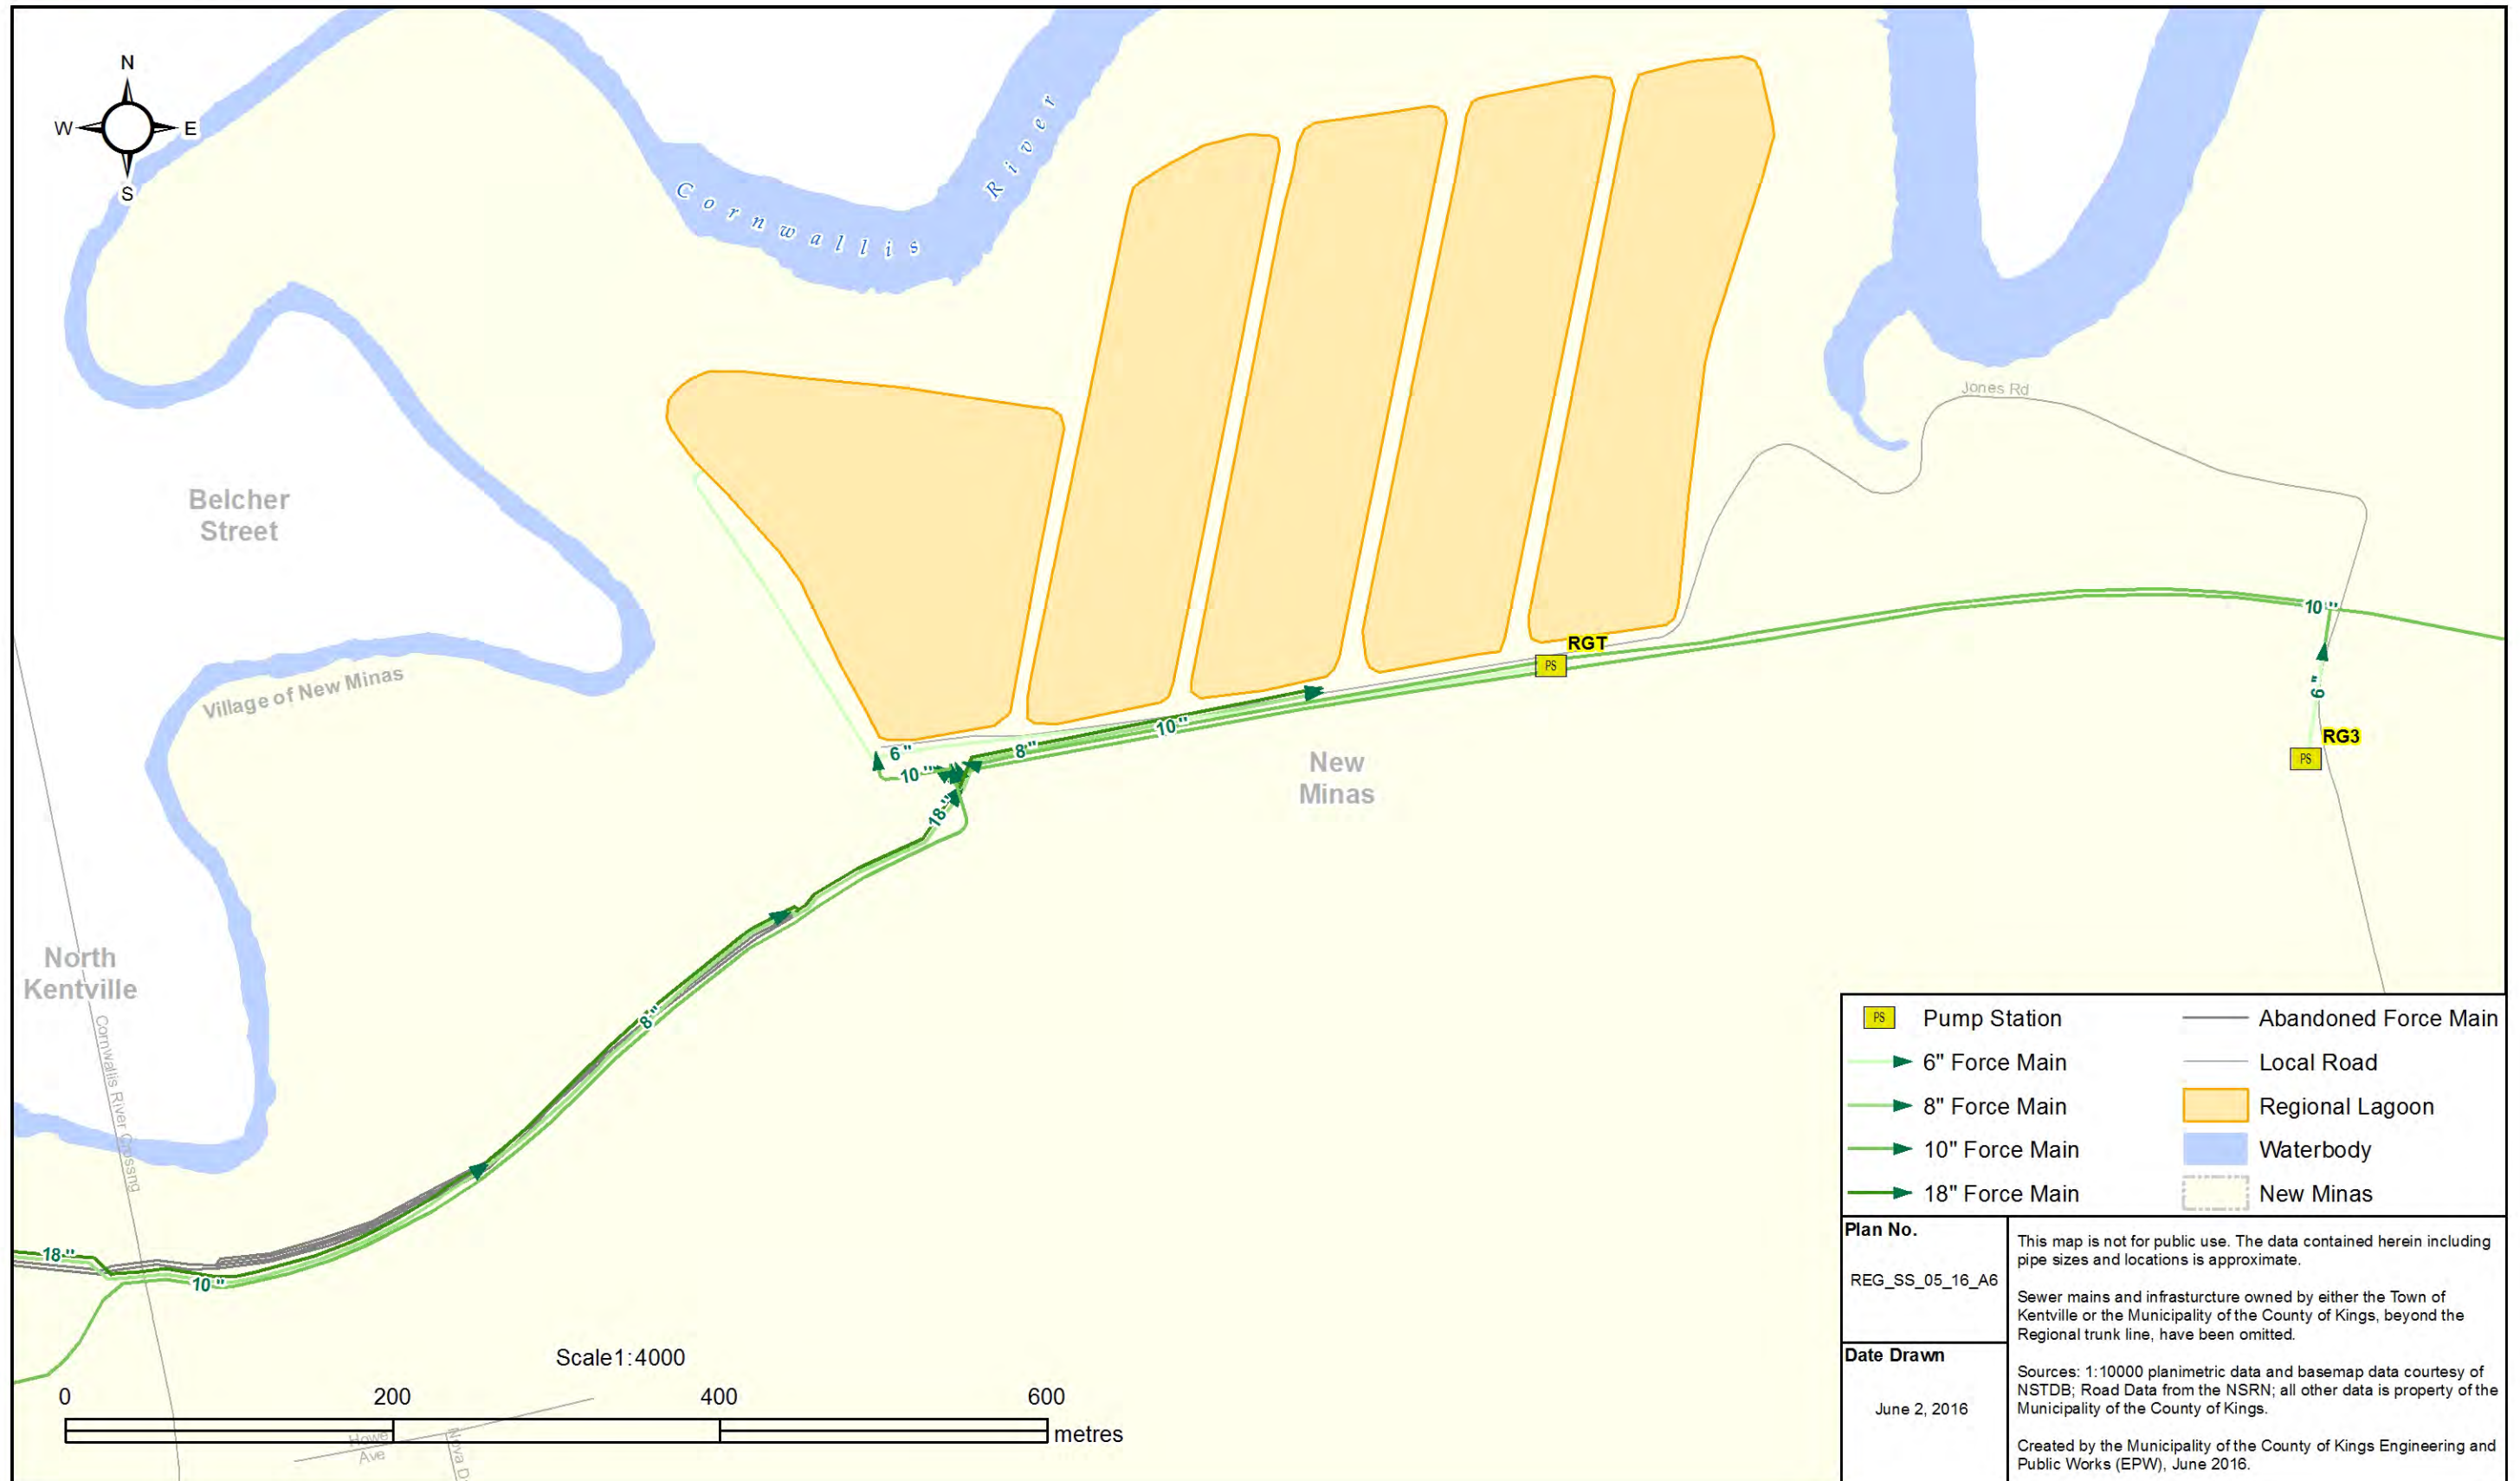 N
W
E
S
Cornwallis
River
Belcher
Street
Village of New Minas
North
Kentville
Cornwallis River Crossing
Jones Rd
RGT
PS
10"
6"
RG3
PS
10"
8"
6"
10"
18"
New
Minas
8"
18"
10"
Scale1:4000
0 200 400 600
metres
Howe
Ave
Nova D
PS Pump Station
6" Force Main
8" Force Main
10" Force Main
18" Force Main
Abandoned Force Main
Local Road
Regional Lagoon
Waterbody
New Minas
Plan No.
REG_SS_05_16_A6
Date Drawn
June 2, 2016
This map is not for public use. The data contained herein including
pipe sizes and locations is approximate.
Sewer mains and infrasturcture owned by either the Town of
Kentville or the Municipality of the County of Kings, beyond the
Regional trunk line, have been omitted.
Sources: 1:10000 planimetric data and basemap data courtesy of
NSTDB; Road Data from the NSRN; all other data is property of the
Municipality of the County of Kings.
Created by the Municipality of the County of Kings Engineering and
Public Works (EPW), June 2016.